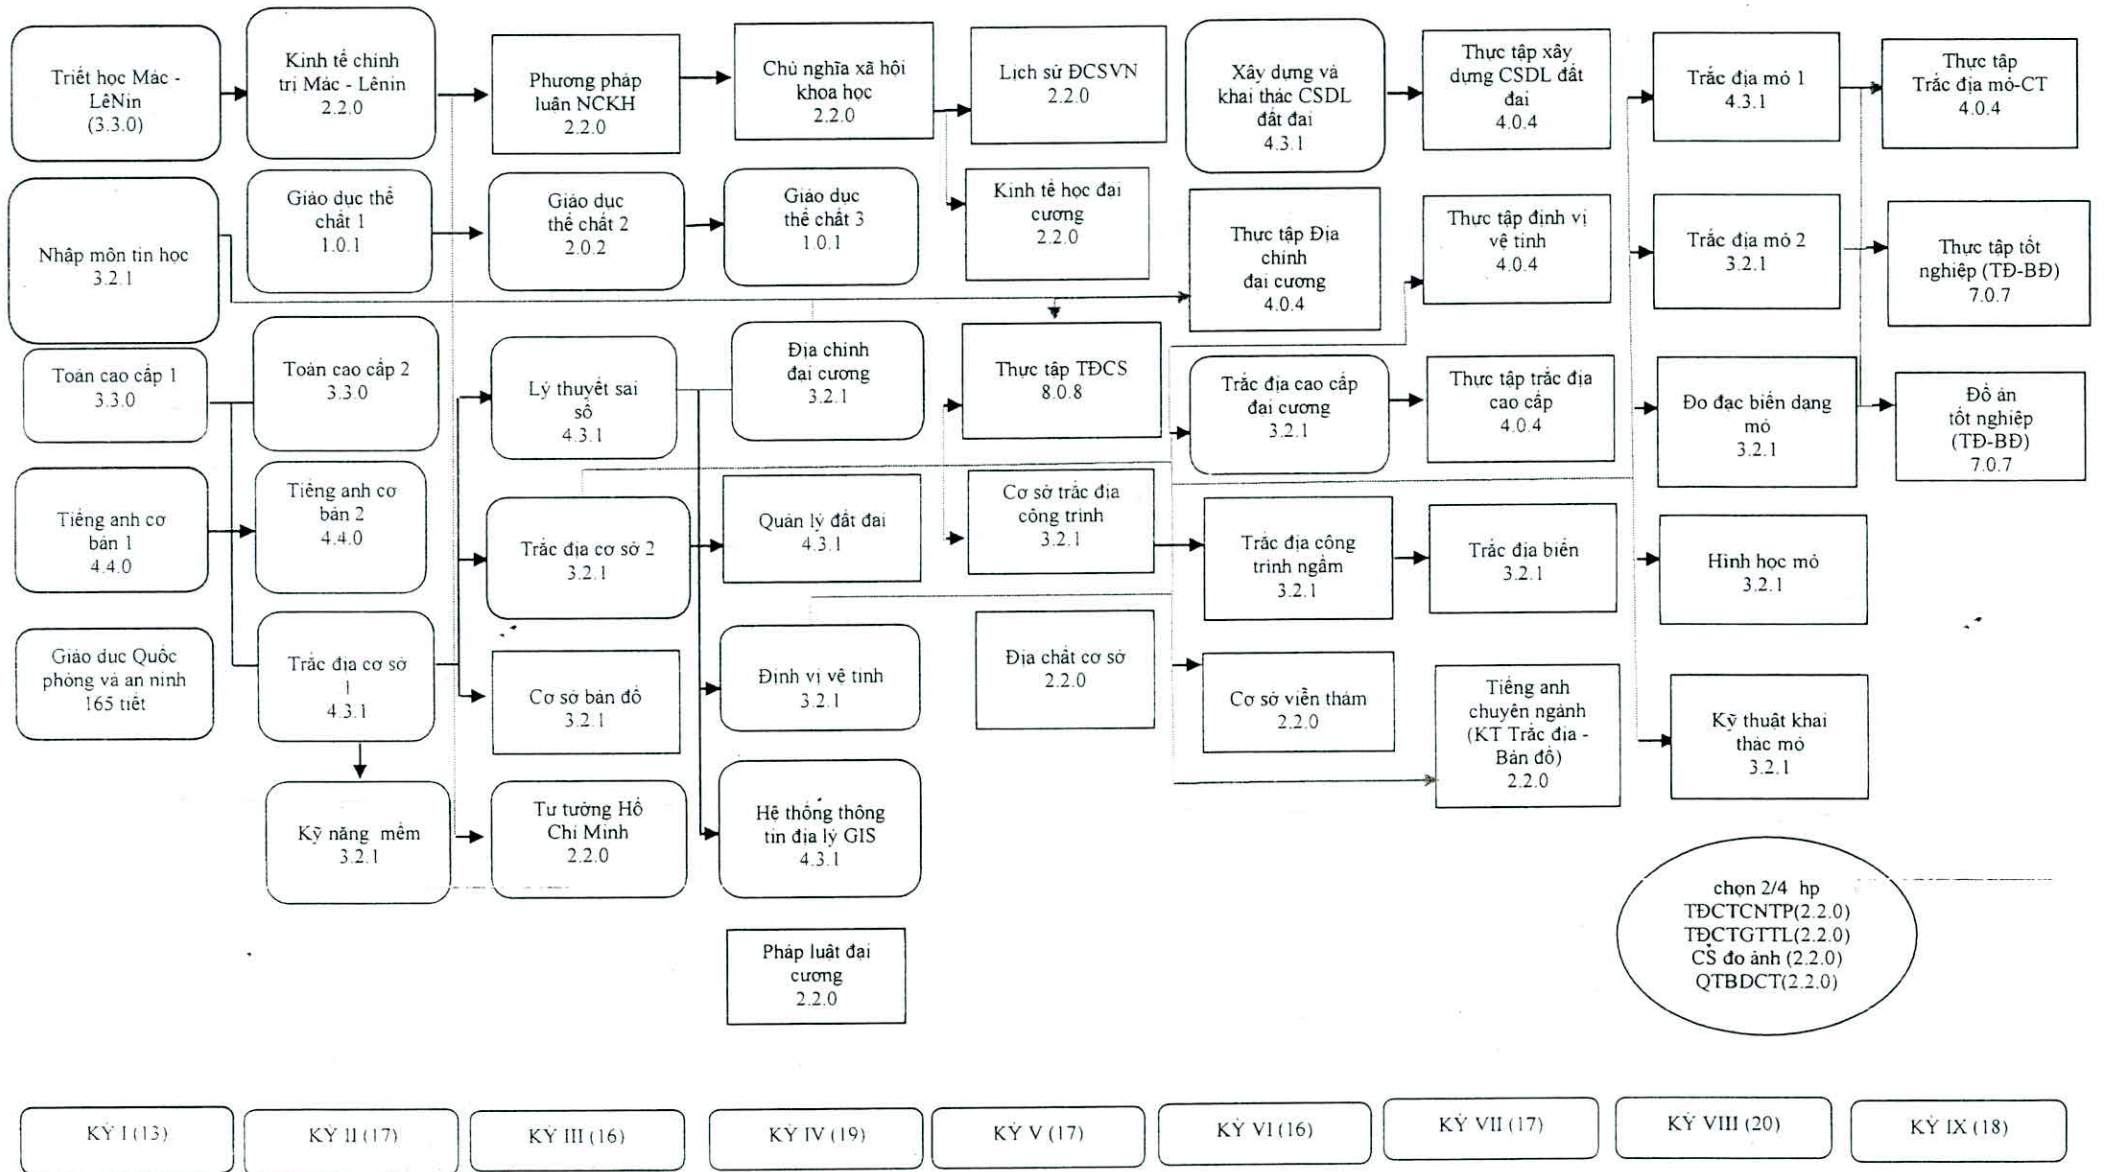 Triết học Mác -
LêNin
(3.3.0)
Nhập môn tin học
3.2.1
Toán cao cấp 1
3.3.0
Tiếng anh cơ
bản 1
4.4.0
Giáo dục Quốc
phòng và an ninh
165 tiết
Kinh tế chính
trị Mác - Lênin
2.2.0
Giáo dục thể
chất 1
1.0.1
Toán cao cấp 2
3.3.0
Tiếng anh cơ
bản 2
4.4.0
Trắc địa cơ sở
1
4.3.1
Kỹ năng mềm
3.2.1
Phương pháp
luận NCKH
2.2.0
Giáo dục
thể chất 2
2.0.2
Lý thuyết sai
số
4.3.1
Trắc địa cơ sở 2
3.2.1
Cơ sở bản đồ
3.2.1
Tư tưởng Hồ
Chí Minh
2.2.0
Chủ nghĩa xã hội
khoa học
2.2.0
Giáo dục
thể chất 3
1.0.1
Địa chính
đại cương
3.2.1
Quản lý đất đai
4.3.1
Định vị vệ tinh
3.2.1
Hệ thống thông
tin địa lý GIS
4.3.1
Pháp luật đại
cương
2.2.0
Lịch sử ĐCSVN
2.2.0
Kinh tế học đại
cương
2.2.0
Thực tập TĐCS
8.0.8
Cơ sở trắc địa
công trình
3.2.1
Địa chất cơ sở
2.2.0
Xây dựng và
khai thác CSDL
đất đai
4.3.1
Thực tập Địa
chính
đại cương
4.0.4
Trắc địa cao cấp
đại cương
3.2.1
Trắc địa công
trình ngầm
3.2.1
Cơ sở viễn thám
2.2.0
Thực tập xây
dựng CSDL đất
đai
4.0.4
Thực tập định vị
vệ tinh
4.0.4
Thực tập trắc địa
cao cấp
4.0.4
Trắc địa biển
3.2.1
Tiếng anh
chuyên ngành
(KT Trắc địa -
Bản đồ)
2.2.0
Trắc địa mỏ 1
4.3.1
Trắc địa mỏ 2
3.2.1
Đo đạc biến dạng
mỏ
3.2.1
Hình học mỏ
3.2.1
Kỹ thuật khai
thác mỏ
3.2.1
chọn 2/4 hp
TĐCTCNTP(2.2.0)
TĐCTGTTL(2.2.0)
CS đo ảnh (2.2.0)
QTBDCT(2.2.0)
Thực tập
Trắc địa mỏ-CT
4.0.4
Thực tập tốt
nghiệp (TĐ-BĐ)
7.0.7
Đồ án
tốt nghiệp
(TĐ-BĐ)
7.0.7
KỲ I (13)
KỲ II (17)
KỲ III (16)
KỲ IV (19)
KỲ V (17)
KỲ VI (16)
KỲ VII (17)
KỲ VIII (20)
KỲ IX (18)